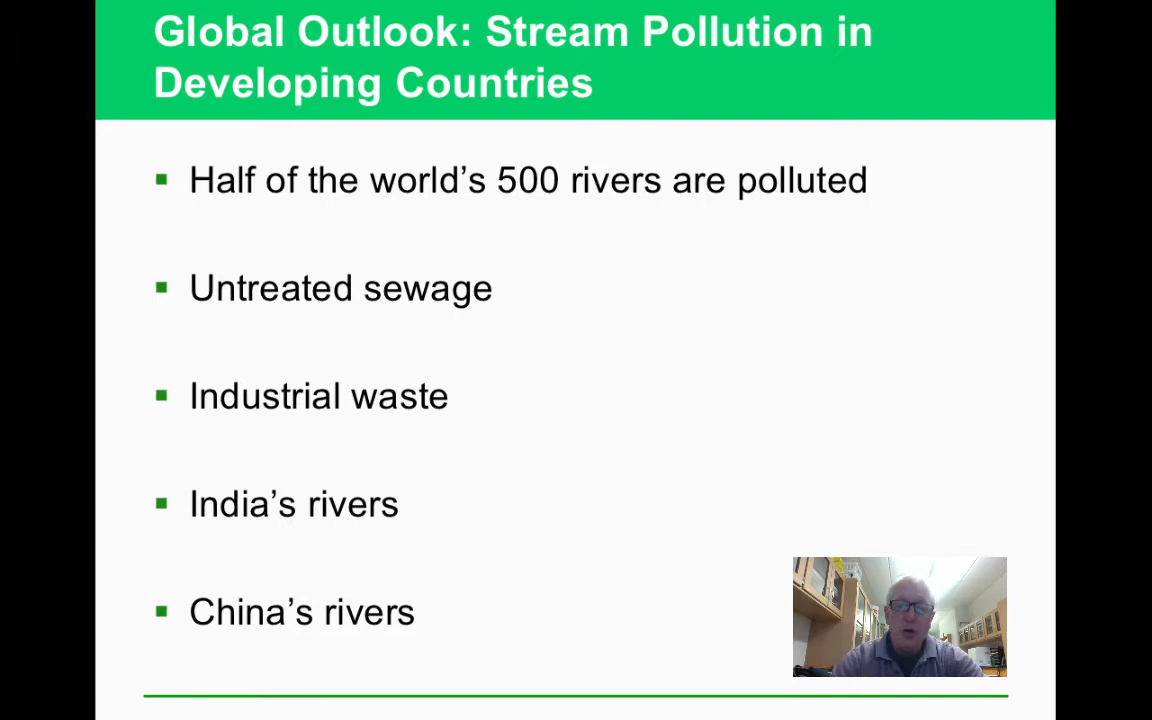 Global Outlook: Stream Pollution in
Developing Countries
Half of the world’s 500 rivers are polluted
Untreated sewage
Industrial waste
India’s rivers
China’s rivers